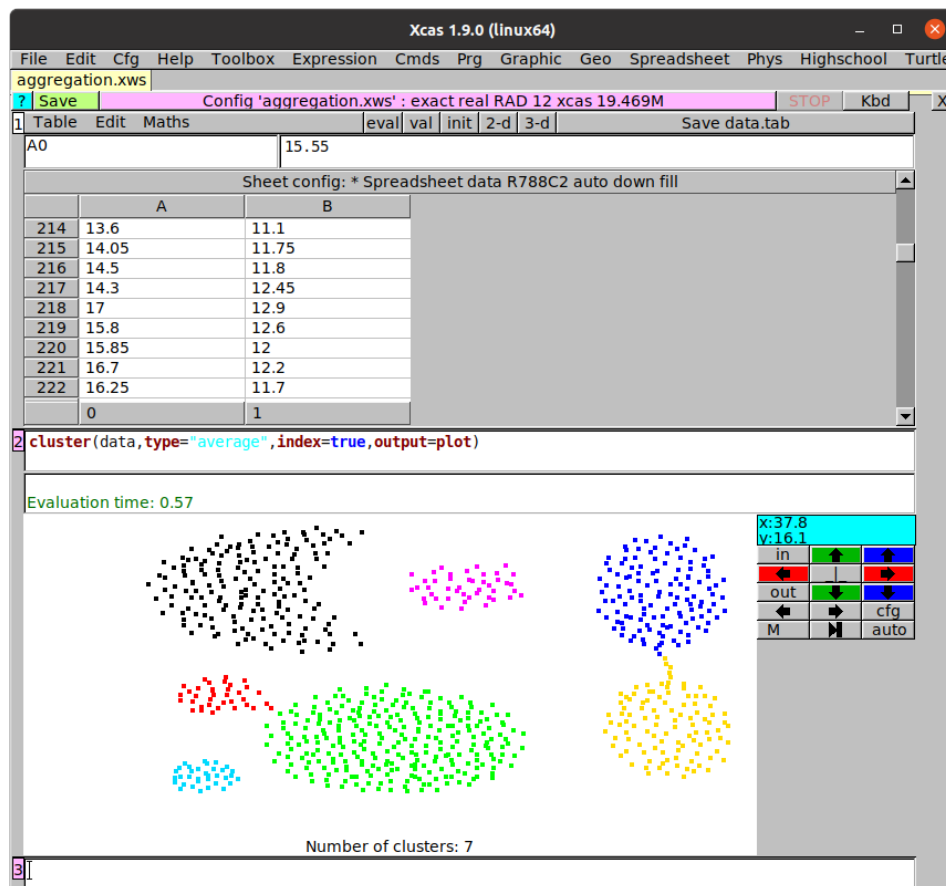 Xcas 1.9.0 (linux64)
File Edit Cfg Help Toolbox Expression Cmds Prg Graphic Geo Spreadsheet Phys Highschool Turtle
aggregation.xws
? Save Config 'aggregation.xws' : exact real RAD 12 xcas 19.469M STOP Kbd X
1 Table Edit Maths eval val init 2-d 3-d Save data.tab
A0 15.55
Sheet config: * Spreadsheet data R788C2 auto down fill
A B
214 13.6 11.1
215 14.05 11.75
216 14.5 11.8
217 14.3 12.45
218 17 12.9
219 15.8 12.6
220 15.85 12
221 16.7 12.2
222 16.25 11.7
0 1
2 cluster(data,type="average",index=true,output=plot)
Evaluation time: 0.57
x:37.8
y:16.1
in
_|_
out
cfg
M auto
Number of clusters: 7
3